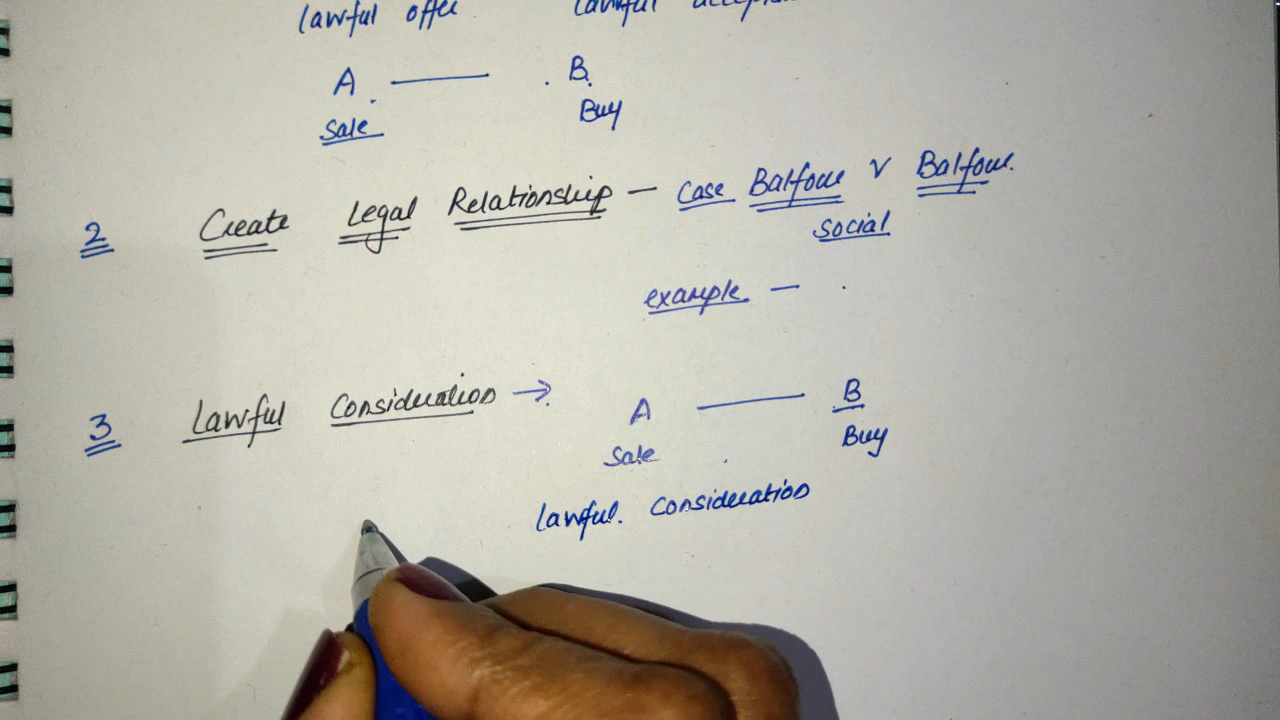 lawful offer lawful
A — B.
Sale Buy
2 Create Legal Relationship — Case Balfour v Balfour.
Social
example —
3 Lawful Consideration → A — B
Sale Buy
lawful. Consideration